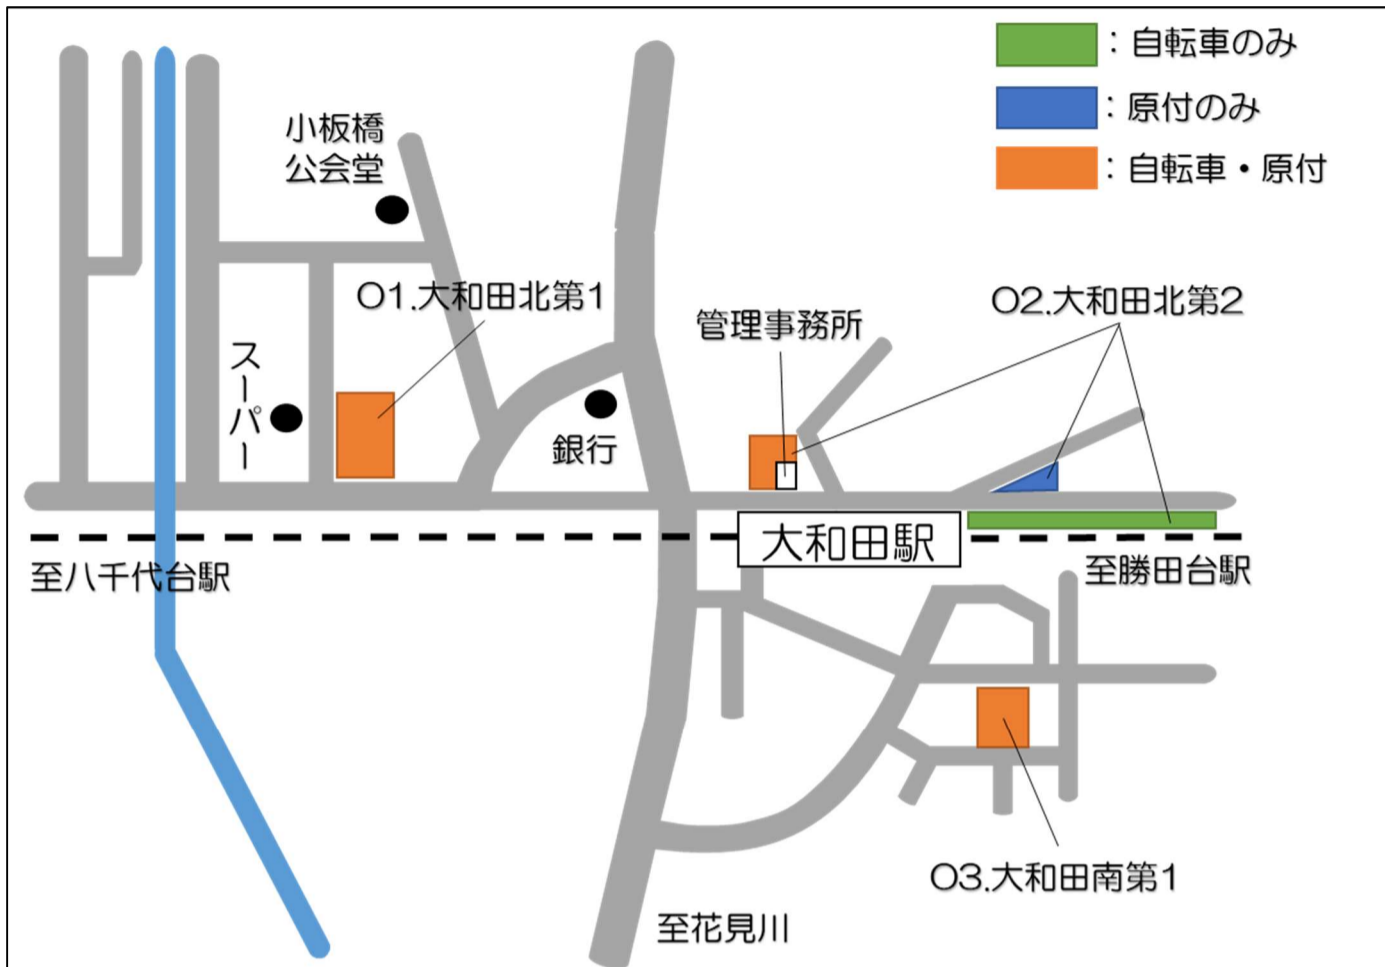 ：自転車のみ
：原付のみ
：自転車・原付
小板橋
公会堂
O1.大和田北第1
管理事務所
O2.大和田北第2
スーパー
銀行
大和田駅
至八千代台駅
至勝田台駅
O3.大和田南第1
至花見川